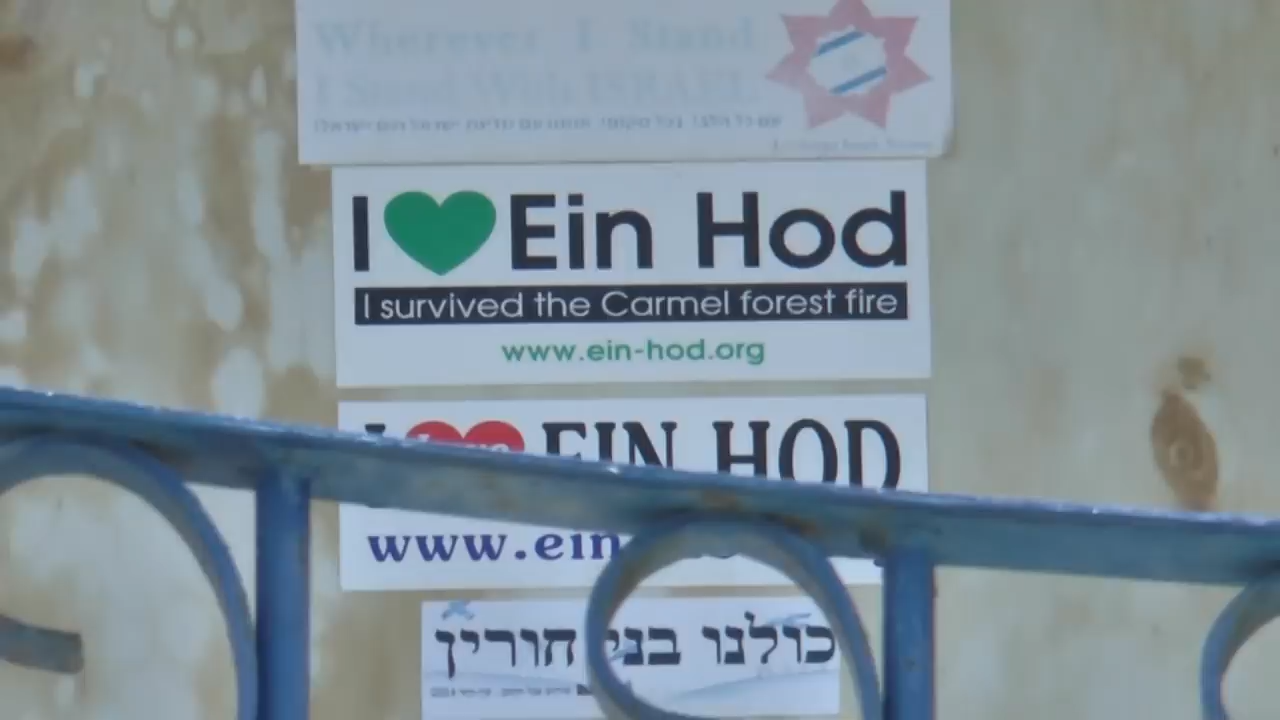 Wherever I Stand
I Stand With ISRAEL
I Ein Hod
I survived the Carmel forest fire
www.ein-hod.org
I love EIN HOD
www.ein
כולנו בני חורין